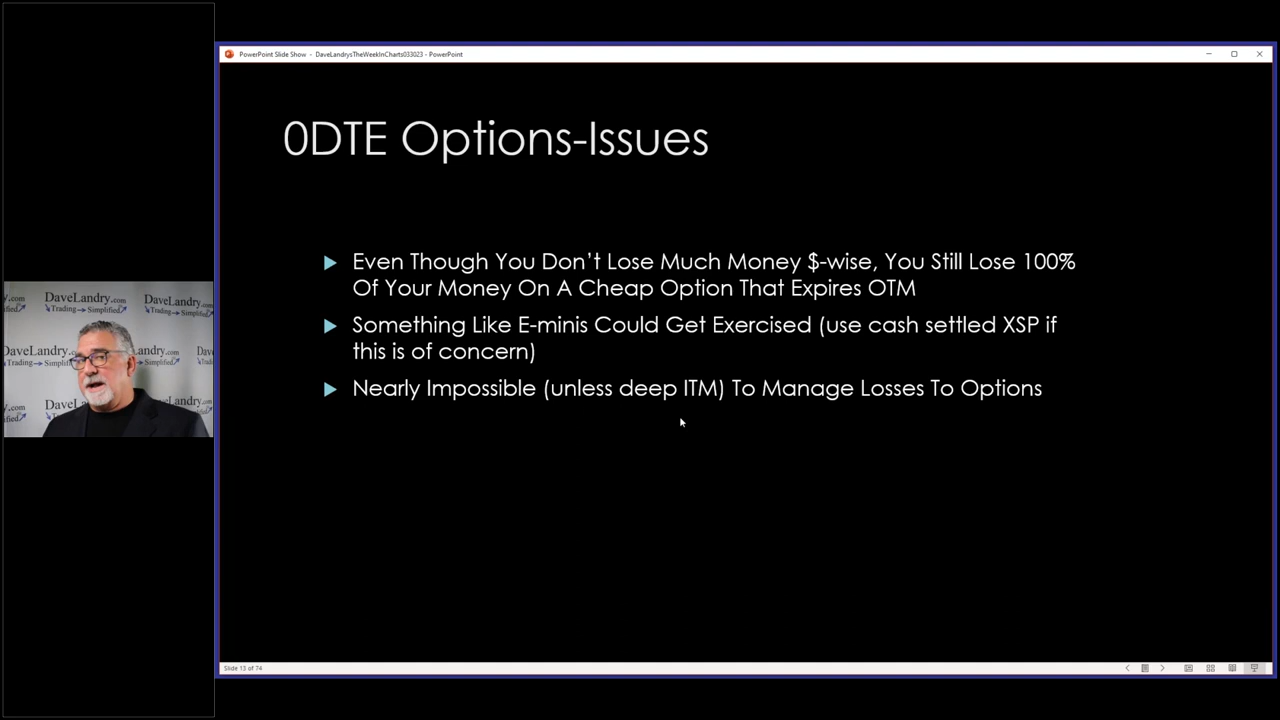 PowerPoint Slide Show - DaveLandrysTheWeekInCharts033023 - PowerPoint
0DTE Options-Issues
Even Though You Don't Lose Much Money $-wise, You Still Lose 100%
Of Your Money On A Cheap Option That Expires OTM
Something Like E-minis Could Get Exercised (use cash settled XSP if
this is of concern)
Nearly Impossible (unless deep ITM) To Manage Losses To Options
DaveLandry.com
Trading Simplified
DaveLandry.com
Slide 13 of 74